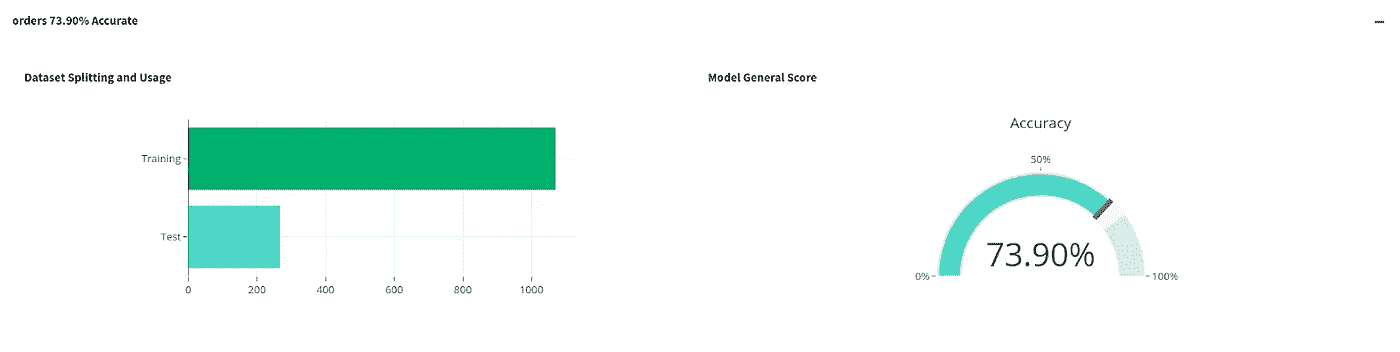 orders 73.90% Accurate
Dataset Splitting and Usage
Training
Test
0 200 400 600 800 1000
Model General Score
Accuracy
50%
73.90%
0% 100%